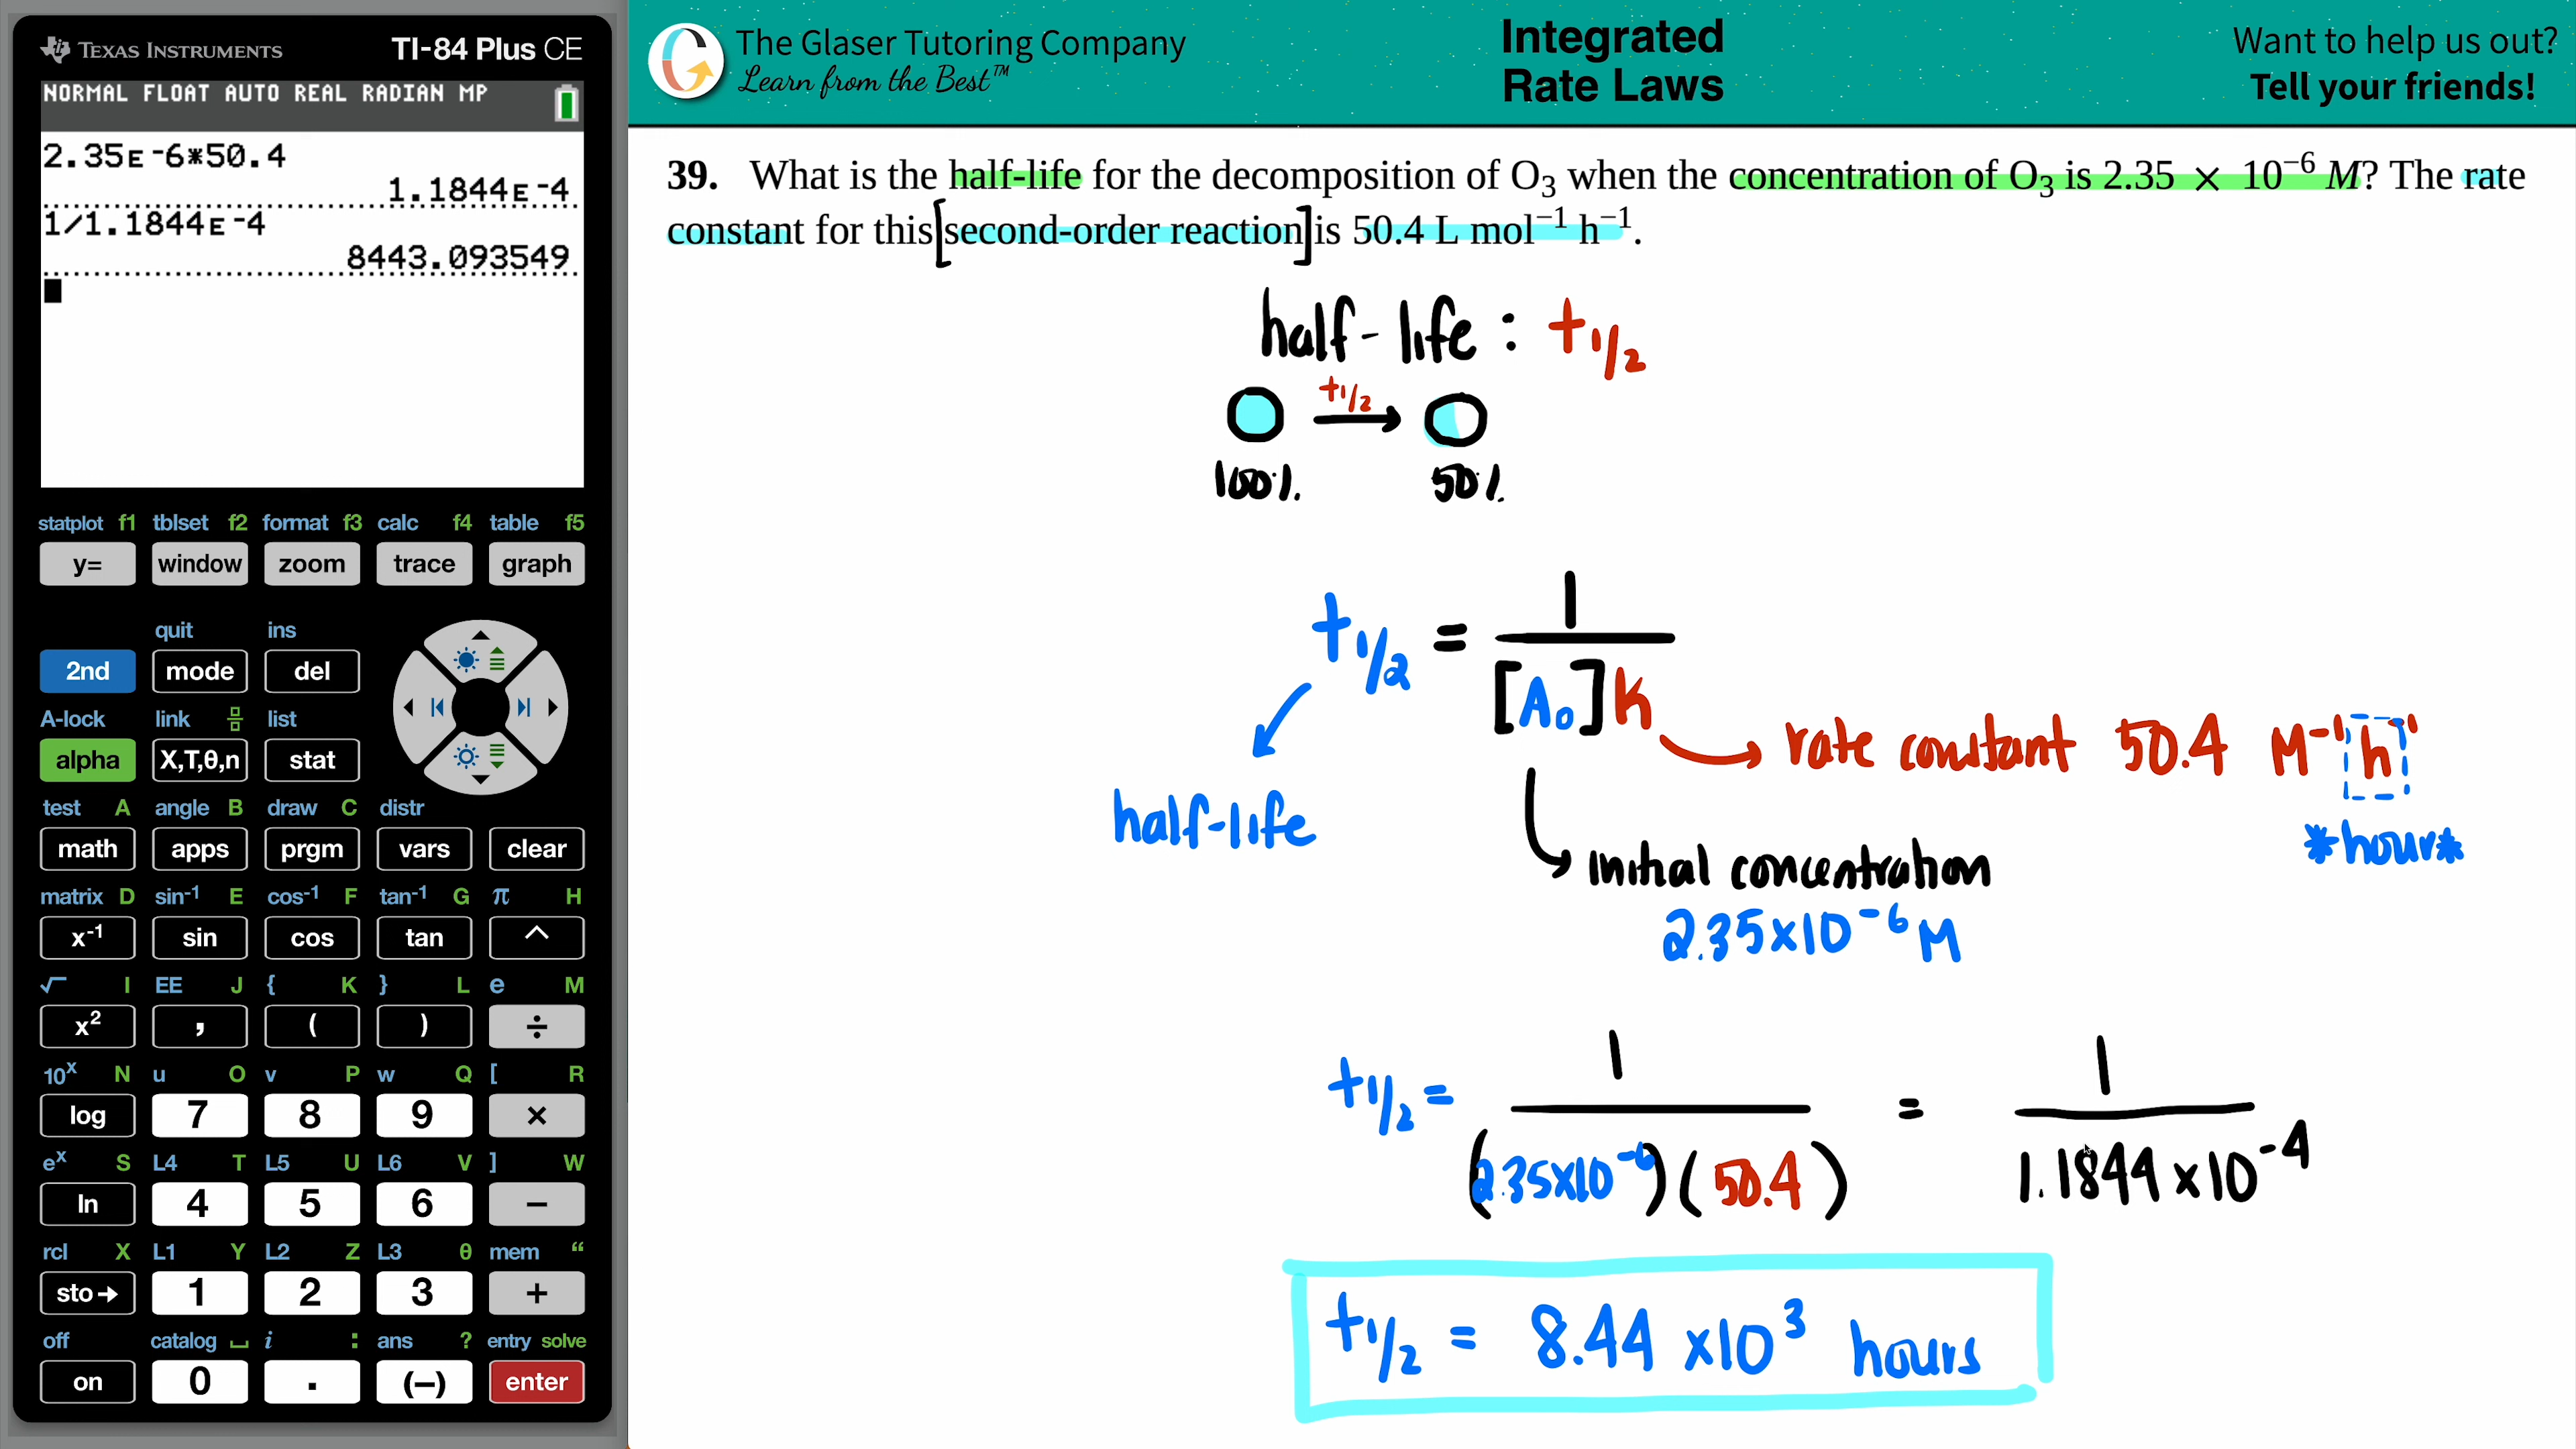 TEXAS INSTRUMENTS TI-84 Plus CE
NORMAL FLOAT AUTO REAL RADIAN MP
2.35E-6*50.4
1.1844E-4
1/1.1844E-4
8443.093549
statplot f1 tblset f2 format f3 calc f4 table f5
y= window zoom trace graph
quit ins
2nd mode del
A-lock link list
alpha X,T,θ,n stat
test A angle B draw C distr
math apps prgm vars clear
matrix D sin⁻¹ E cos⁻¹ F tan⁻¹ G π H
x⁻¹ sin cos tan ^
√ I EE J { K } L e M
x² , ( ) ÷
10ˣ N u O v P w Q [ R
log 7 8 9 ×
eˣ S L4 T L5 U L6 V ] W
ln 4 5 6 −
rcl X L1 Y L2 Z L3 θ mem "
sto→ 1 2 3 +
off catalog ⎵ i : ans ? entry solve
on 0 . (−) enter
The Glaser Tutoring Company
Learn from the Best™
Integrated
Rate Laws
Want to help us out?
Tell your friends!
39. What is the half-life for the decomposition of O₃ when the concentration of O₃ is 2.35 × 10⁻⁶ M? The rate
constant for this [second-order reaction] is 50.4 L mol⁻¹ h⁻¹.
half-life : t₁/₂
t₁/₂
100% 50%
t₁/₂ = 1 / [A₀]k
rate constant 50.4 M⁻¹ h⁻¹
*hour*
half-life
initial concentration
2.35x10⁻⁶ M
t₁/₂ = 1 / (2.35x10⁻⁶)(50.4) = 1 / 1.1844x10⁻⁴
t₁/₂ = 8.44 x10³ hours